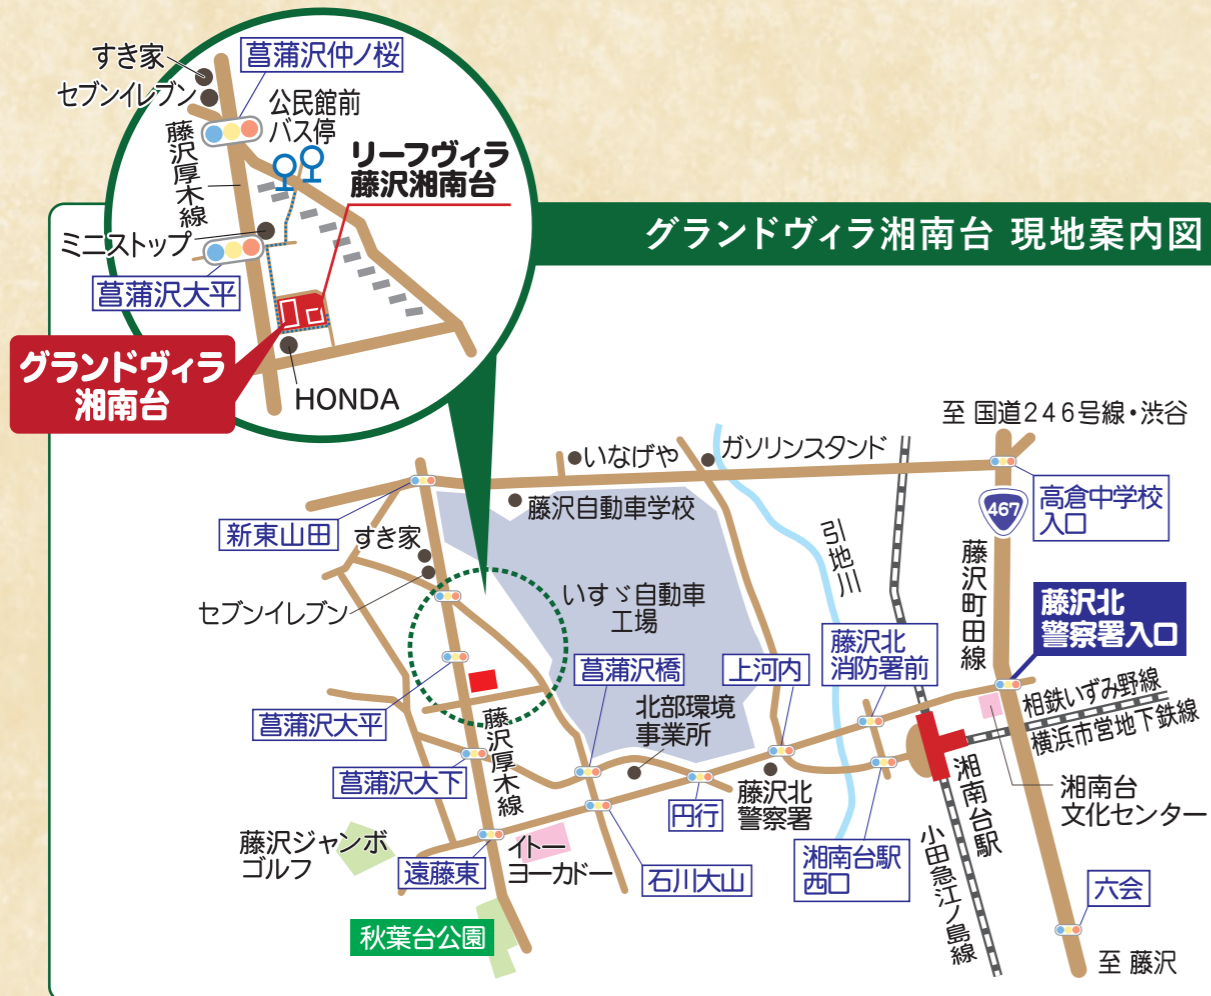 すき家
菖蒲沢仲ノ桜
セブンイレブン
公民館前
バス停
藤沢厚木線
リーフヴィラ
藤沢湘南台
ミニストップ
菖蒲沢大平
グランドヴィラ
湘南台
HONDA
グランドヴィラ湘南台 現地案内図
至 国道246号線・渋谷
いなげや
ガソリンスタンド
藤沢自動車学校
467
高倉中学校
入口
新東山田
すき家
引地川
藤沢町田線
セブンイレブン
いすゞ自動車
工場
藤沢北
警察署入口
藤沢北
消防署前
菖蒲沢橋
上河内
相鉄いずみ野線
横浜市営地下鉄線
北部環境
事業所
菖蒲沢大平
藤沢厚木線
菖蒲沢大下
円行
藤沢北
警察署
湘南台駅
湘南台
文化センター
藤沢ジャンボ
ゴルフ
遠藤東
イトー
ヨーカドー
石川大山
湘南台駅
西口
小田急江ノ島線
六会
秋葉台公園
至 藤沢